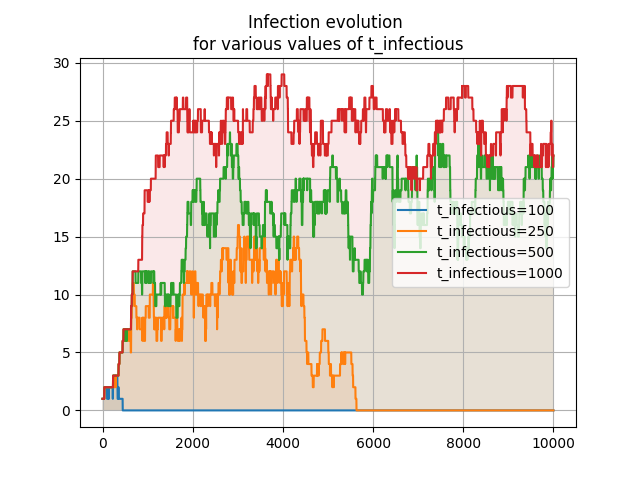 Infection evolution
for various values of t_infectious
30
25
20
15
10
5
0
t_infectious=100
t_infectious=250
t_infectious=500
t_infectious=1000
0 2000 4000 6000 8000 10000